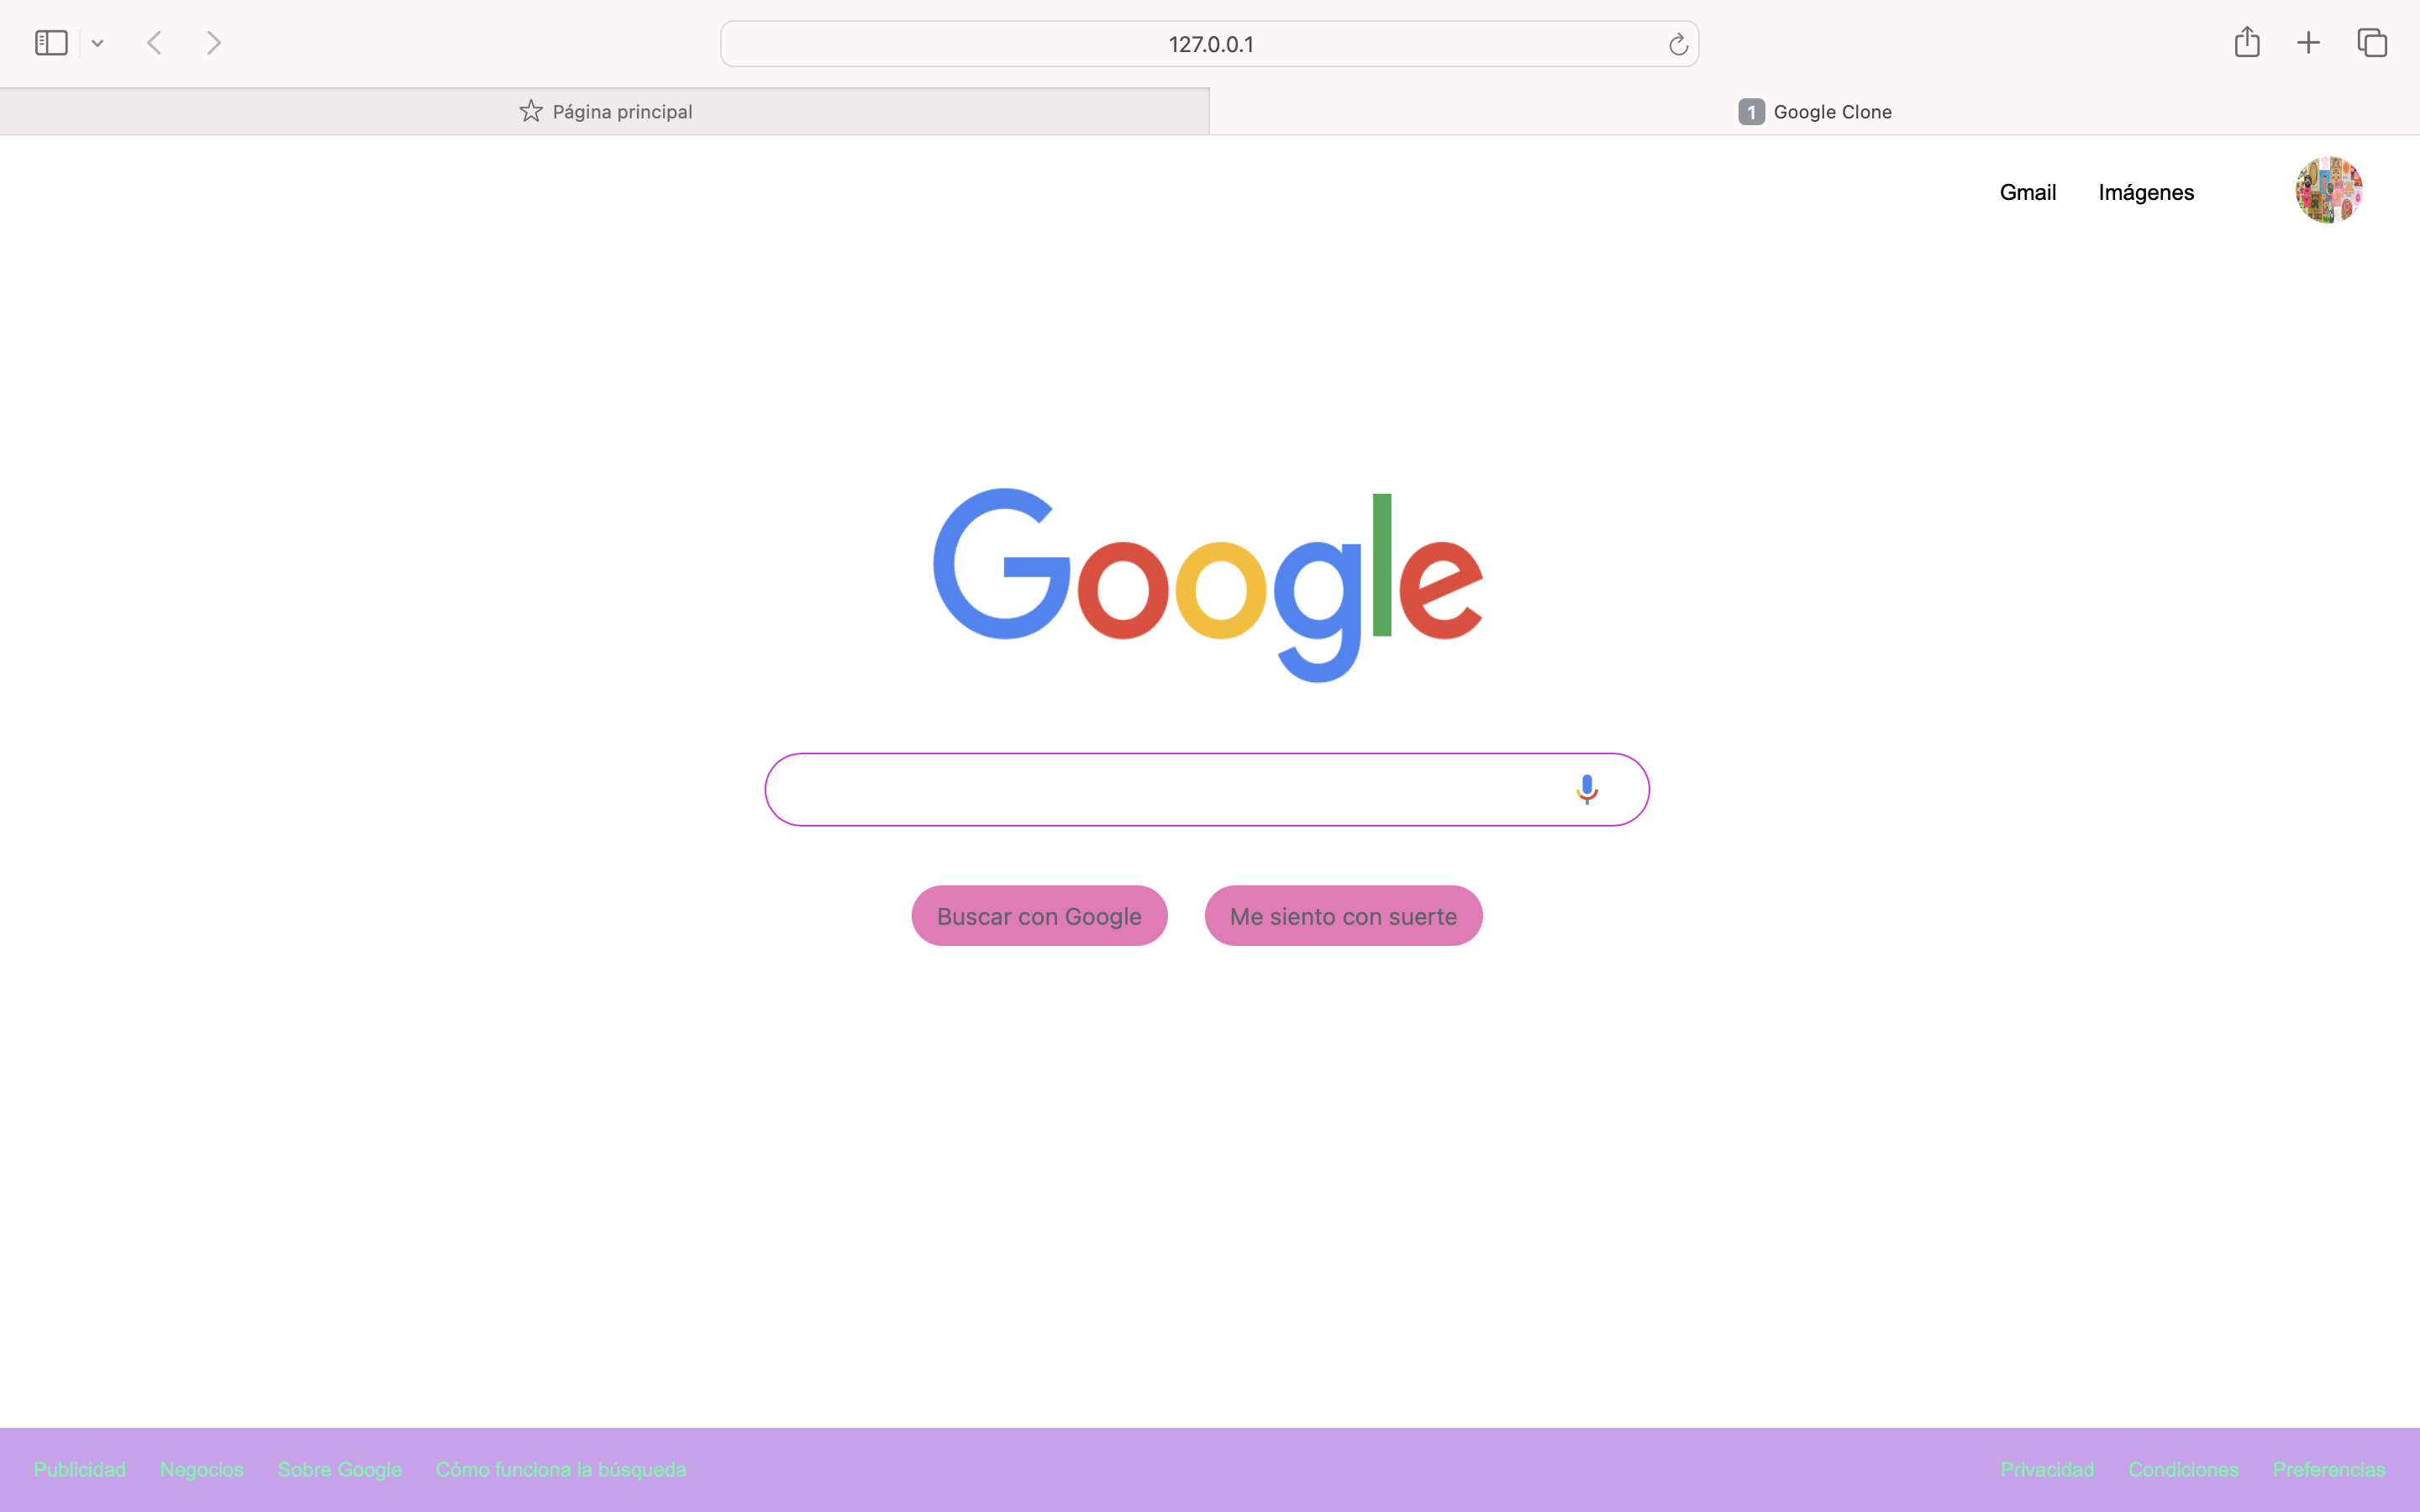 127.0.0.1
Página principal
1 Google Clone
Gmail Imágenes
Google
Buscar con Google Me siento con suerte
Publicidad Negocios Sobre Google Cómo funciona la búsqueda Privacidad Condiciones Preferencias